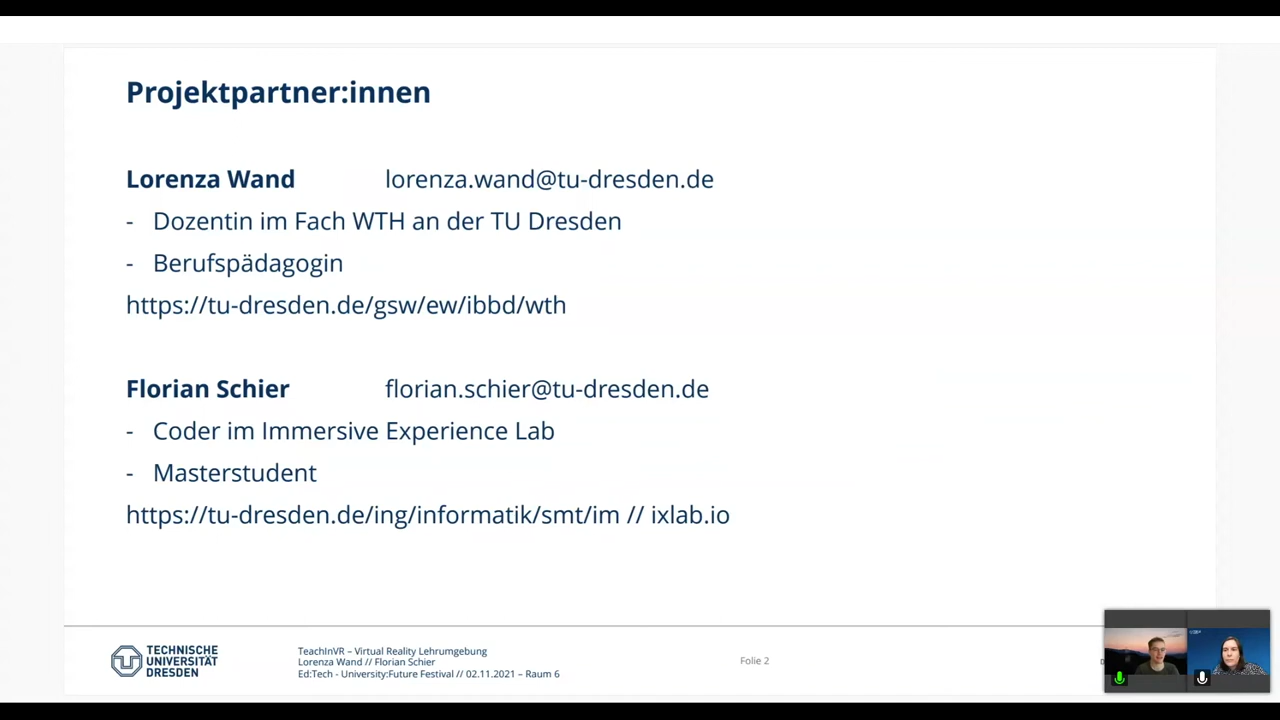 Projektpartner:innen
Lorenza Wand lorenza.wand@tu-dresden.de
- Dozentin im Fach WTH an der TU Dresden
- Berufspädagogin
https://tu-dresden.de/gsw/ew/ibbd/wth
Florian Schier florian.schier@tu-dresden.de
- Coder im Immersive Experience Lab
- Masterstudent
https://tu-dresden.de/ing/informatik/smt/im // ixlab.io
TECHNISCHE
UNIVERSITÄT
DRESDEN
TeachInVR – Virtual Reality Lehrumgebung
Lorenza Wand // Florian Schier
Ed:Tech - University:Future Festival // 02.11.2021 – Raum 6
Folie 2